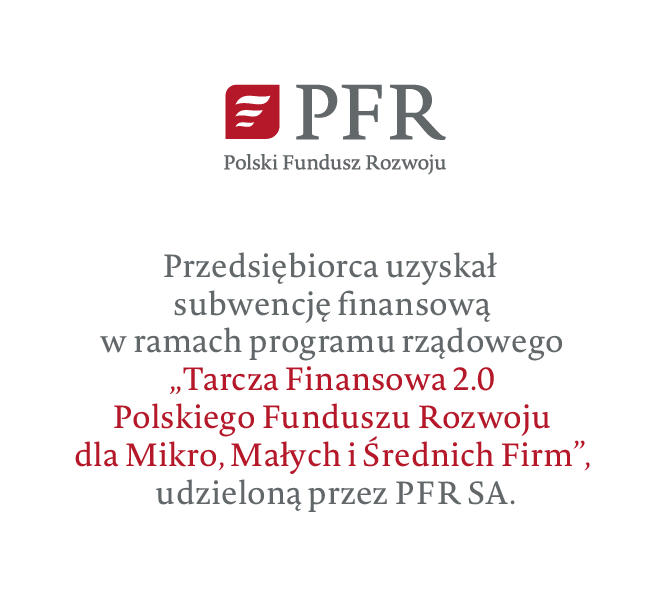 PFR
Polski Fundusz Rozwoju
Przedsiębiorca uzyskał
subwencję finansową
w ramach programu rządowego
„Tarcza Finansowa 2.0
Polskiego Funduszu Rozwoju
dla Mikro, Małych i Średnich Firm”,
udzieloną przez PFR SA.